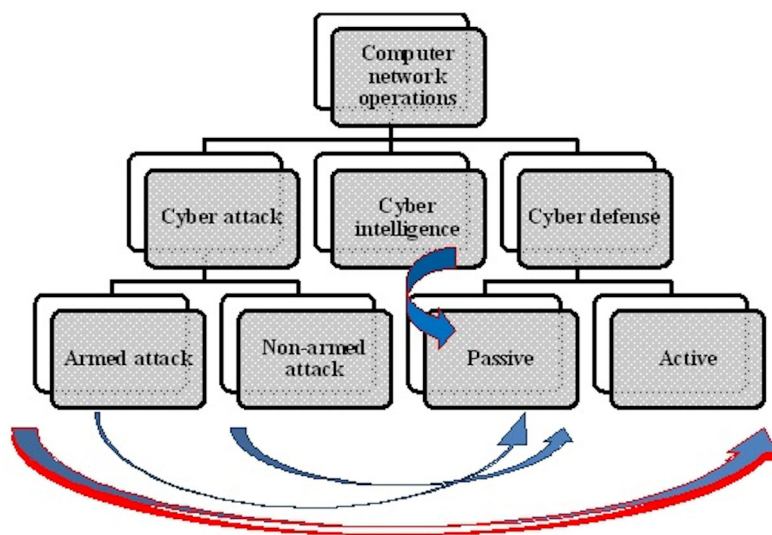 Computer
network
operations
Cyber attack
Cyber
intelligence
Cyber defense
Armed attack
Non-armed
attack
Passive
Active